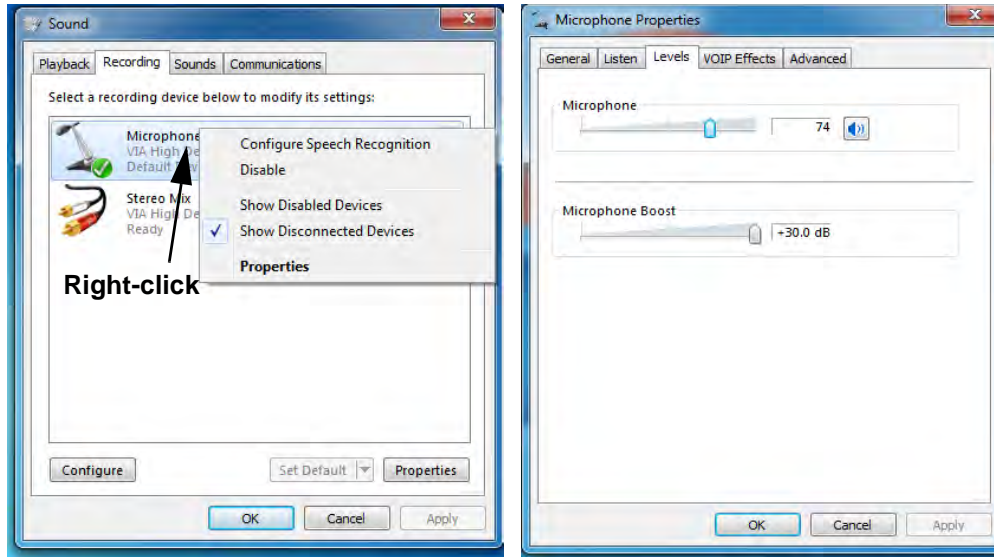 Sound
Playback Recording Sounds Communications
Select a recording device below to modify its settings:
Microphone
VIA High De
Default Dev
Stereo Mix
VIA High De
Ready
Configure Speech Recognition
Disable
Show Disabled Devices
Show Disconnected Devices
Properties
Right-click
Configure
Set Default
Properties
OK Cancel Apply
Microphone Properties
General Listen Levels VOIP Effects Advanced
Microphone
74
Microphone Boost
+30.0 dB
OK Cancel Apply